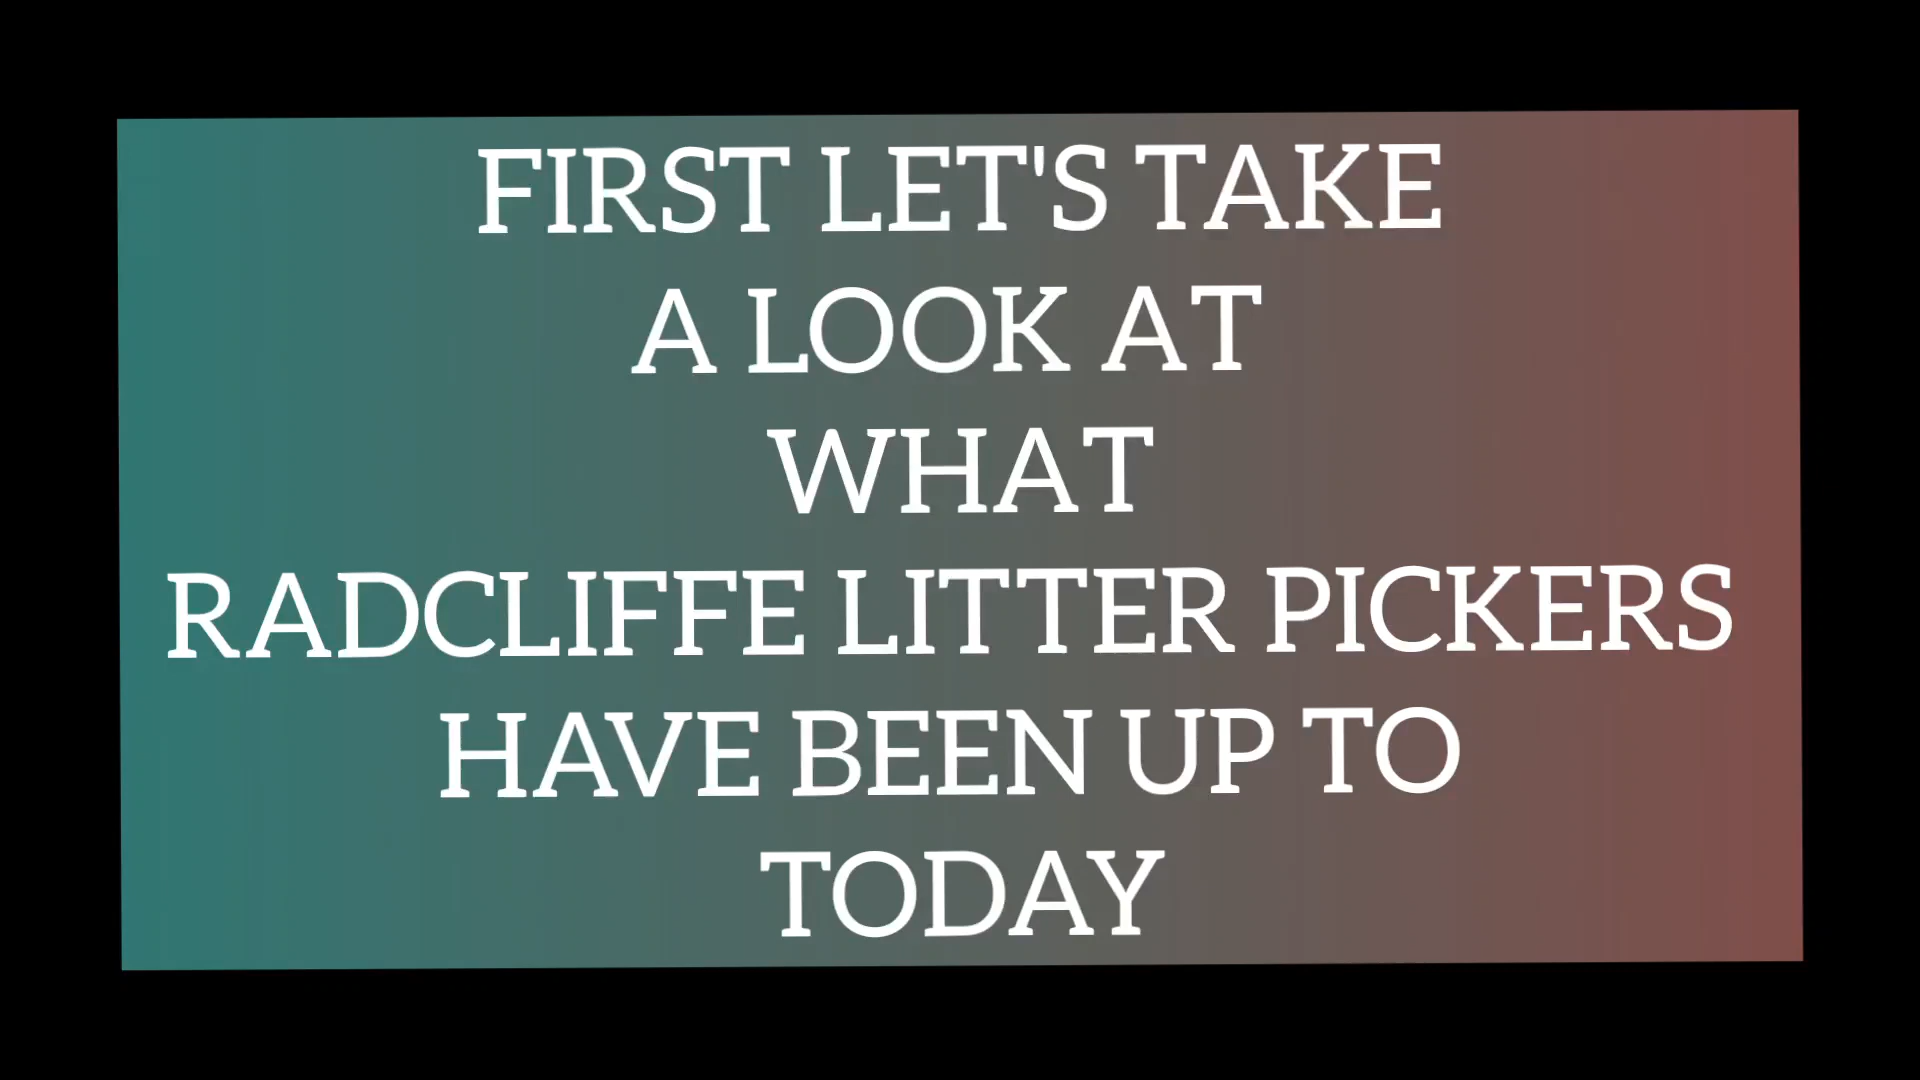 FIRST LET'S TAKE
A LOOK AT
WHAT
RADCLIFFE LITTER PICKERS
HAVE BEEN UP TO
TODAY